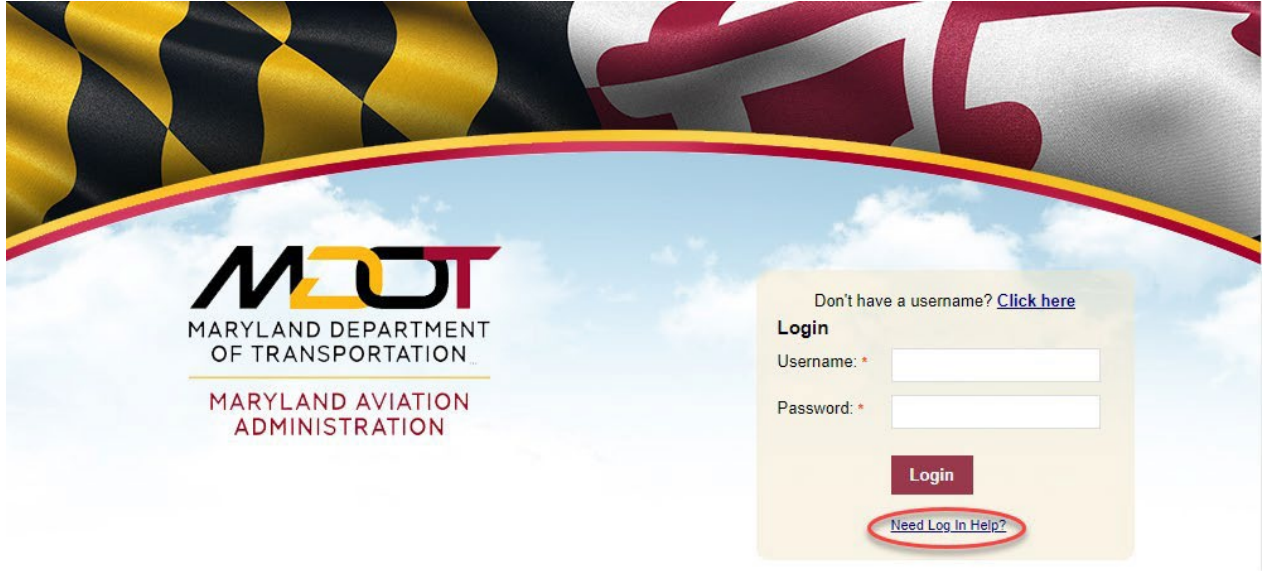 MDOT
MARYLAND DEPARTMENT
OF TRANSPORTATION
MARYLAND AVIATION
ADMINISTRATION
Don't have a username? Click here
Login
Username: *
Password: *
Login
Need Log In Help?